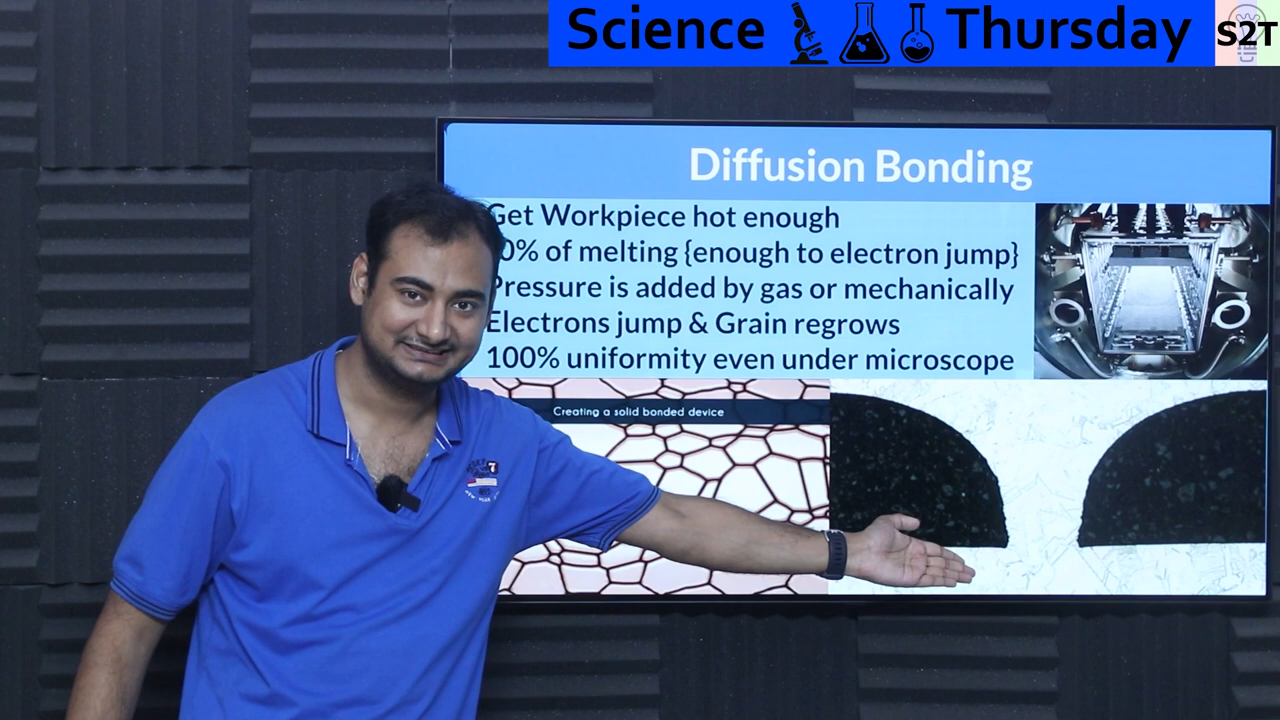 Science Thursday
S2T
Diffusion Bonding
Get Workpiece hot enough
0% of melting {enough to electron jump}
Pressure is added by gas or mechanically
Electrons jump & Grain regrows
100% uniformity even under microscope
Creating a solid bonded device
7